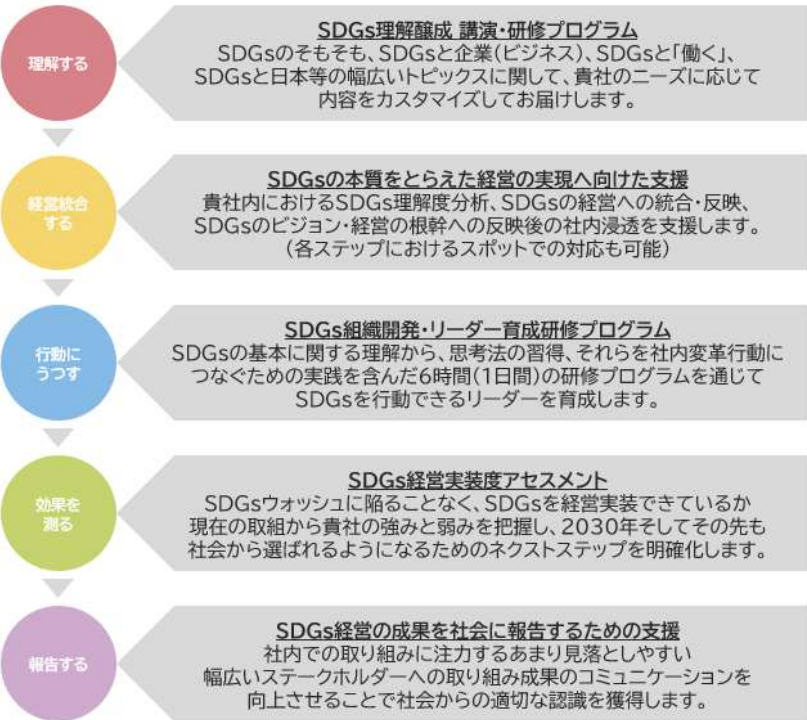 理解する
SDGs理解醸成 講演・研修プログラム
SDGsのそもそも、SDGsと企業(ビジネス)、SDGsと「働く」、
SDGsと日本等の幅広いトピックスに関して、貴社のニーズに応じて
内容をカスタマイズしてお届けします。
経営統合
する
SDGsの本質をとらえた経営の実現へ向けた支援
貴社内におけるSDGs理解度分析、SDGsの経営への統合・反映、
SDGsのビジョン・経営の根幹への反映後の社内浸透を支援します。
(各ステップにおけるスポットでの対応も可能)
行動に
うつす
SDGs組織開発・リーダー育成研修プログラム
SDGsの基本に関する理解から、思考法の習得、それらを社内変革行動に
つなぐための実践を含んだ6時間(1日間)の研修プログラムを通じて
SDGsを行動できるリーダーを育成します。
効果を
測る
SDGs経営実装度アセスメント
SDGsウォッシュに陥ることなく、SDGsを経営実装できているか
現在の取組から貴社の強みと弱みを把握し、2030年そしてその先も
社会から選ばれるようになるためのネクストステップを明確化します。
報告する
SDGs経営の成果を社会に報告するための支援
社内での取り組みに注力するあまり見落としやすい
幅広いステークホルダーへの取り組み成果のコミュニケーションを
向上させることで社会からの適切な認識を獲得します。